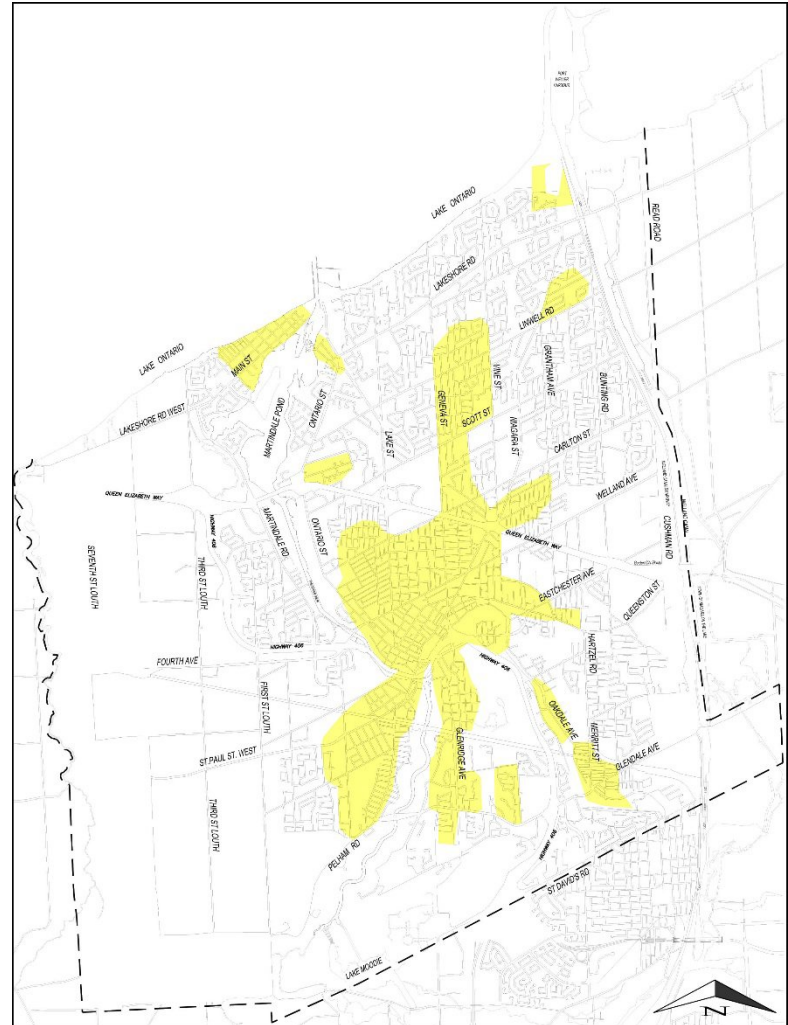 PORT
WELLER
HARBOUR
LAKE ONTARIO
READ ROAD
LAKESHORE RD
LINWELL RD
MAIN ST
LAKE ONTARIO
LAKESHORE RD WEST
MARTINDALE POND
ONTARIO ST
LAKE ST
GENEVA ST
VINE ST
SCOTT ST
NIAGARA ST
GRANTHAM AVE
BUNTING RD
CARLTON ST
WELLAND AVE
QUEEN ELIZABETH WAY
HIGHWAY 406
MARTINDALE RD
ONTARIO ST
QUEEN ELIZABETH WAY
CUSHMAN RD
SEVENTH ST LOUTH
THIRD ST LOUTH
EASTCHESTER AVE
QUEENSTON ST
HARTZEL RD
HIGHWAY 406
FOURTH AVE
HIGHWAY 406
FIRST ST LOUTH
OAKDALE AVE
MERRITT ST
GLENDALE AVE
GLENRIDGE AVE
ST.PAUL ST. WEST
THIRD ST LOUTH
PELHAM RD
HIGHWAY 406
ST DAVID'S RD
LAKE MOODIE
N